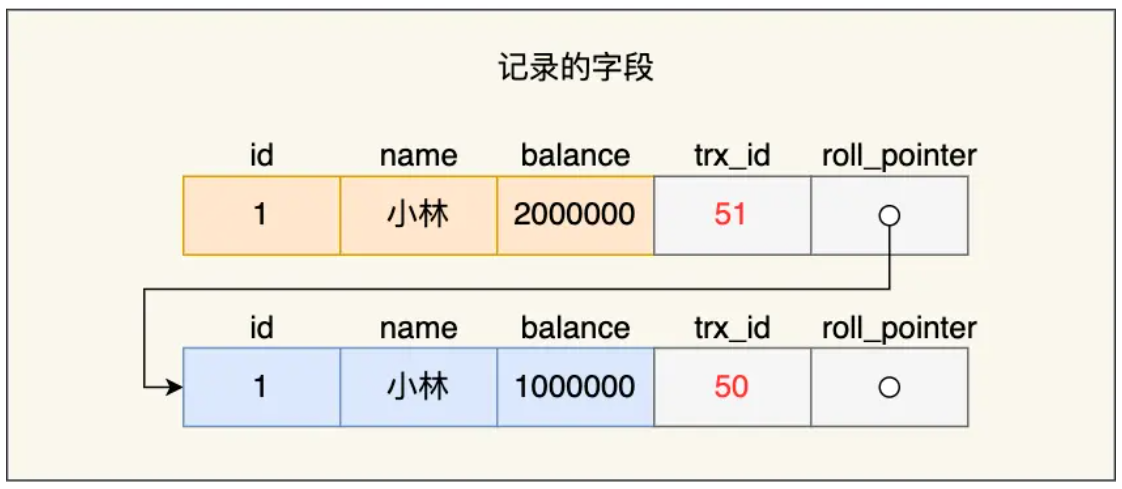 记录的字段
id name balance trx_id roll_pointer
1 小林 2000000 51
id name balance trx_id roll_pointer
1 小林 1000000 50